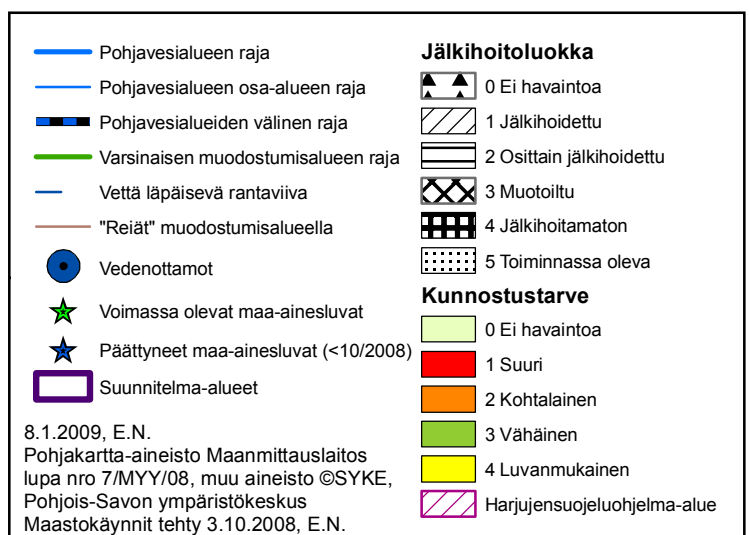 Pohjavesialueen raja
Pohjavesialueen osa-alueen raja
Pohjavesialueiden välinen raja
Varsinaisen muodostumisalueen raja
Vettä läpäisevä rantaviiva
"Reiät" muodostumisalueella
Vedenottamot
Voimassa olevat maa-ainesluvat
Päättyneet maa-ainesluvat (<10/2008)
Suunnitelma-alueet
8.1.2009, E.N.
Pohjakartta-aineisto Maanmittauslaitos
lupa nro 7/MYY/08, muu aineisto ©SYKE,
Pohjois-Savon ympäristökeskus
Maastokäynnit tehty 3.10.2008, E.N.
Jälkihoitoluokka
0 Ei havaintoa
1 Jälkihoidettu
2 Osittain jälkihoidettu
3 Muotoiltu
4 Jälkihoitamaton
5 Toiminnassa oleva
Kunnostustarve
0 Ei havaintoa
1 Suuri
2 Kohtalainen
3 Vähäinen
4 Luvanmukainen
Harjujensuojeluohjelma-alue